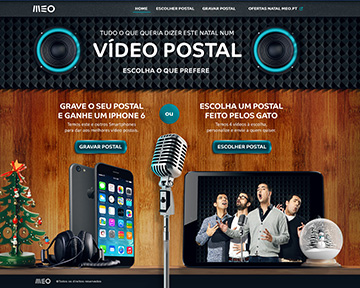 MEO
HOME ESCOLHER POSTAL GRAVAR POSTAL OFERTAS NATAL MEO.PT
TUDO O QUE QUERIA DIZER ESTE NATAL NUM
VÍDEO POSTAL
ESCOLHA O QUE PREFERE
GRAVE O SEU POSTAL
E GANHE UM IPHONE 6
Temos este e outros Smartphones
para dar aos melhores vídeos postais.
GRAVAR POSTAL
OU
ESCOLHA UM POSTAL
FEITO PELOS GATO
Temos 4 vídeos à escolha,
personalize e envie a quem quiser.
ESCOLHER POSTAL
MEO
©Todos os direitos reservados